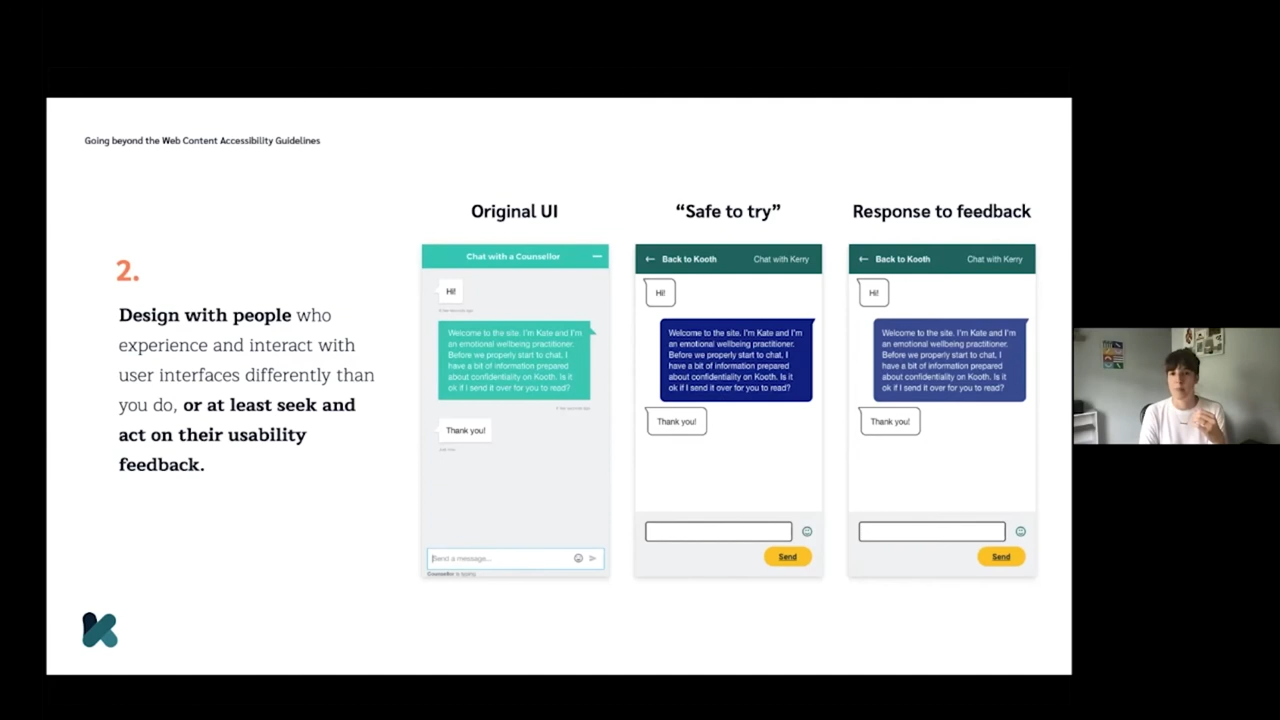 Going beyond the Web Content Accessibility Guidelines
2.
Design with people who
experience and interact with
user interfaces differently than
you do, or at least seek and
act on their usability
feedback.
Original UI
Chat with a Counsellor
Hi!
Welcome to the site. I'm Kate and I'm
an emotional wellbeing practitioner.
Before we properly start to chat, I
have a bit of information prepared
about confidentiality on Kooth. Is it
ok if I send it over for you to read?
Thank you!
Send a message...
Counsellor is typing
“Safe to try”
← Back to Kooth
Chat with Kerry
Hi!
Welcome to the site. I'm Kate and I'm
an emotional wellbeing practitioner.
Before we properly start to chat, I
have a bit of information prepared
about confidentiality on Kooth. Is it
ok if I send it over for you to read?
Thank you!
Send
Response to feedback
← Back to Kooth
Chat with Kerry
Hi!
Welcome to the site. I'm Kate and I'm
an emotional wellbeing practitioner.
Before we properly start to chat, I
have a bit of information prepared
about confidentiality on Kooth. Is it
ok if I send it over for you to read?
Thank you!
Send